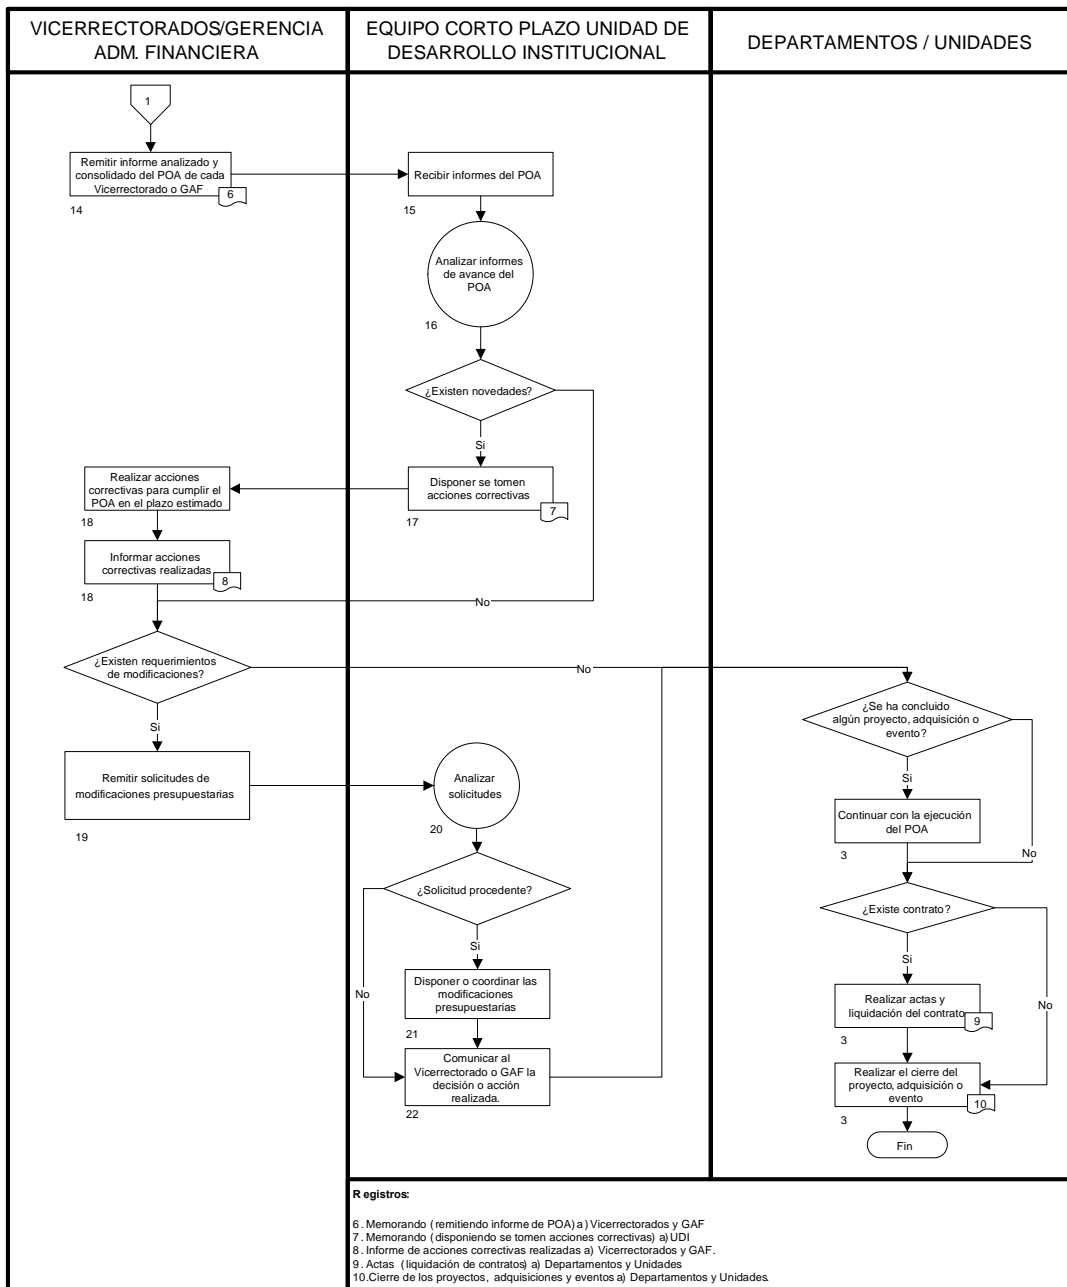 VICERRECTORADOS/GERENCIA
ADM. FINANCIERA
EQUIPO CORTO PLAZO UNIDAD DE
DESARROLLO INSTITUCIONAL
DEPARTAMENTOS / UNIDADES
1
Remitir informe analizado y
consolidado del POA de cada
Vicerrectorado o GAF
6
14
Recibir informes del POA
15
Analizar informes
de avance del
POA
16
¿Existen novedades?
Si
Disponer se tomen
acciones correctivas
7
17
Realizar acciones
correctivas para cumplir el
POA en el plazo estimado
18
Informar acciones
correctivas realizadas
8
18
No
¿Existen requerimientos
de modificaciones?
No
Si
Remitir solicitudes de
modificaciones presupuestarias
19
Analizar
solicitudes
20
¿Solicitud procedente?
Si
No
Disponer o coordinar las
modificaciones
presupuestarias
21
Comunicar al
Vicerrectorado o GAF la
decisión o acción
realizada.
22
¿Se ha concluido
algún proyecto, adquisición o
evento?
Si
Continuar con la ejecución
del POA
3
No
¿Existe contrato?
Si
No
Realizar actas y
liquidación del contrato
9
3
Realizar el cierre del
proyecto, adquisición o
evento
10
3
Fin
Registros:
6. Memorando (remitiendo informe de POA) a) Vicerrectorados y GAF
7. Memorando (disponiendo se tomen acciones correctivas) a) UDI
8. Informe de acciones correctivas realizadas a) Vicerrectorados y GAF.
9. Actas (liquidación de contratos) a) Departamentos y Unidades
10.Cierre de los proyectos, adquisiciones y eventos a) Departamentos y Unidades.